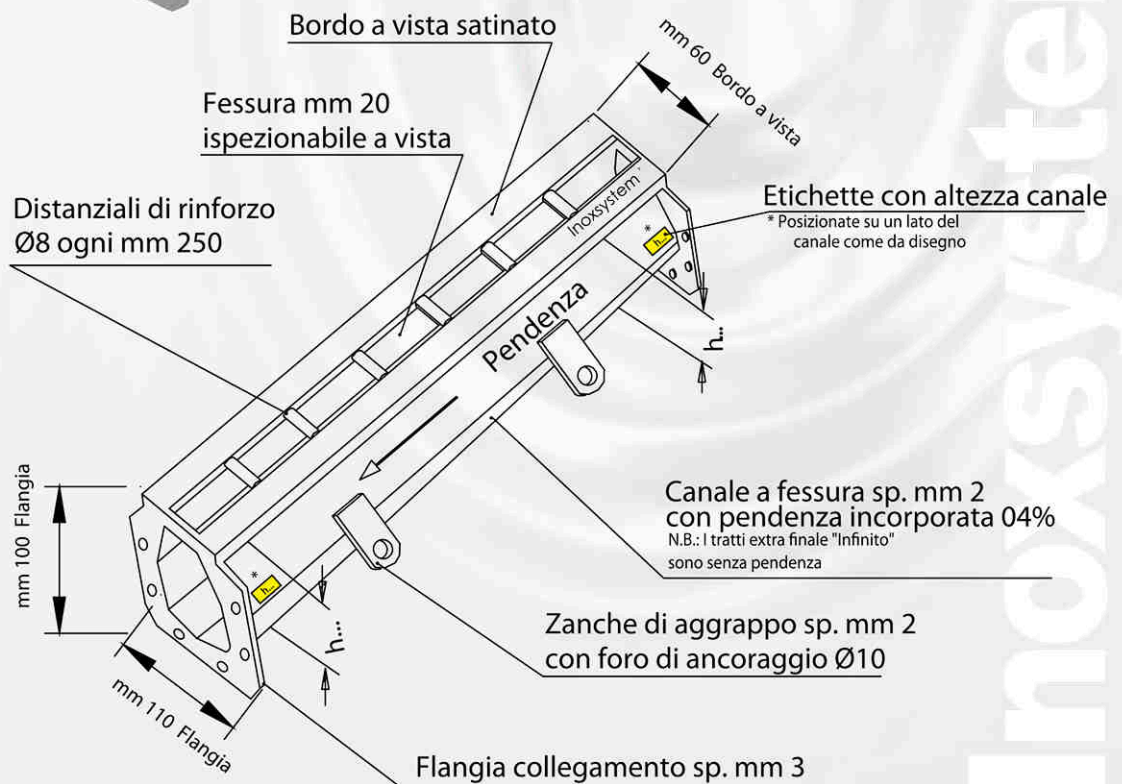 Bordo a vista satinato
mm 60 Bordo a vista
Fessura mm 20
ispezionabile a vista
Distanziali di rinforzo
Ø8 ogni mm 250
Inoxsystem
Etichette con altezza canale
* Posizionate su un lato del
canale come da disegno
*
h...
h...
Pendenza
mm 100 Flangia
*
h...
h...
Canale a fessura sp. mm 2
con pendenza incorporata 04%
N.B.: I tratti extra finale "Infinito"
sono senza pendenza
Zanche di aggrappo sp. mm 2
con foro di ancoraggio Ø10
mm 110 Flangia
Flangia collegamento sp. mm 3
Inoxsyste